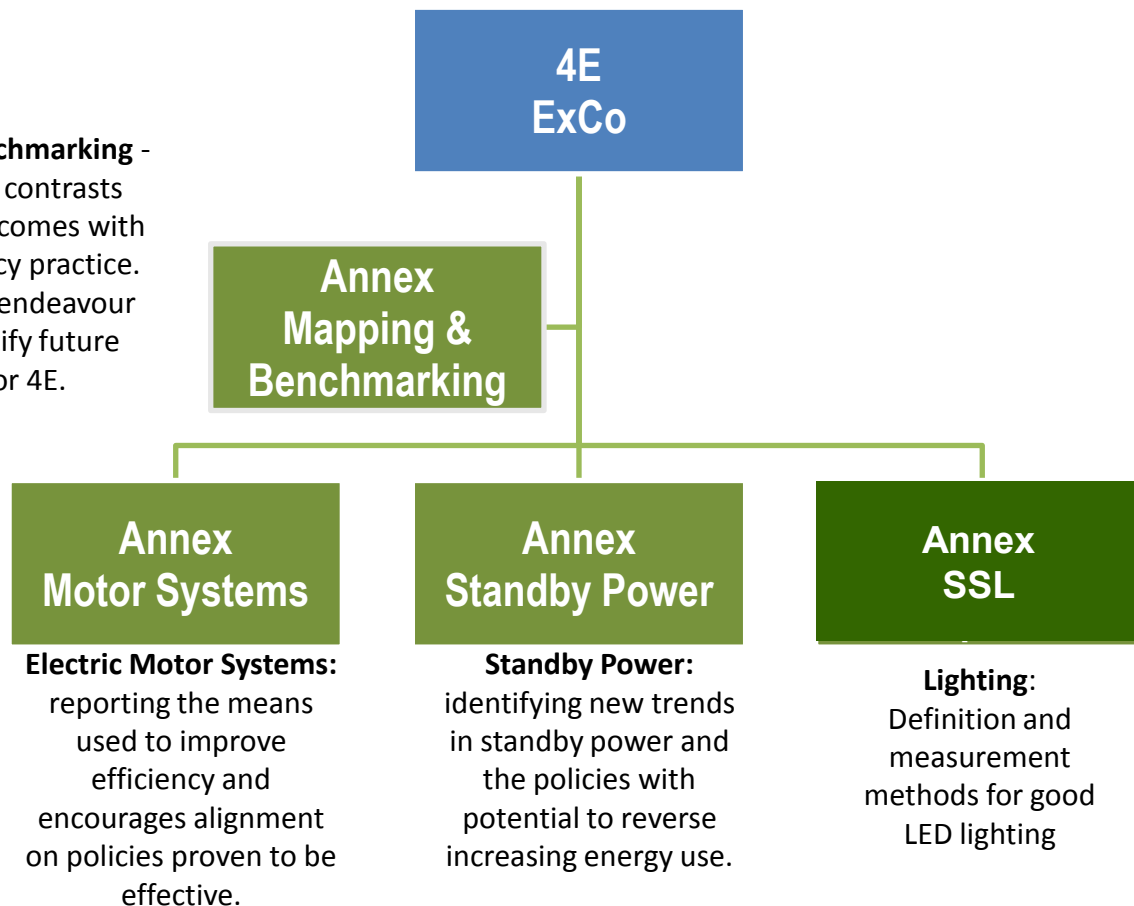 4E
ExCo
chmarking -
contrasts
comes with
cy practice.
endeavour
ify future
or 4E.
Annex
Mapping &
Benchmarking
Annex
Motor Systems
Annex
Standby Power
Annex
SSL
Electric Motor Systems:
reporting the means
used to improve
efficiency and
encourages alignment
on policies proven to be
effective.
Standby Power:
identifying new trends
in standby power and
the policies with
potential to reverse
increasing energy use.
Lighting:
Definition and
measurement
methods for good
LED lighting